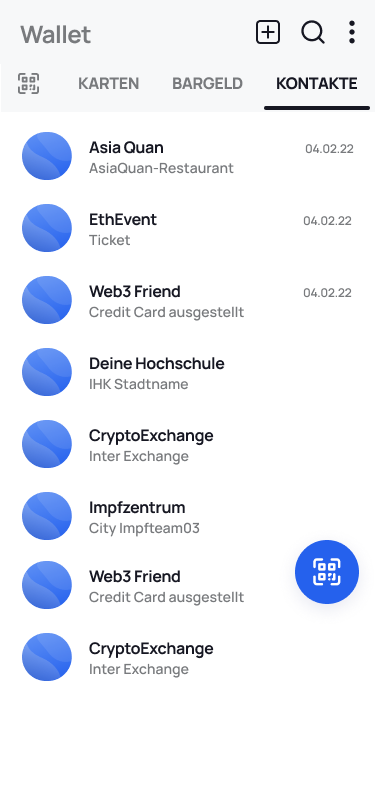 Wallet
KARTEN BARGELD KONTAKTE
Asia Quan 04.02.22
AsiaQuan-Restaurant
EthEvent 04.02.22
Ticket
Web3 Friend 04.02.22
Credit Card ausgestellt
Deine Hochschule
IHK Stadtname
CryptoExchange
Inter Exchange
Impfzentrum
City Impfteam03
Web3 Friend
Credit Card ausgestellt
CryptoExchange
Inter Exchange